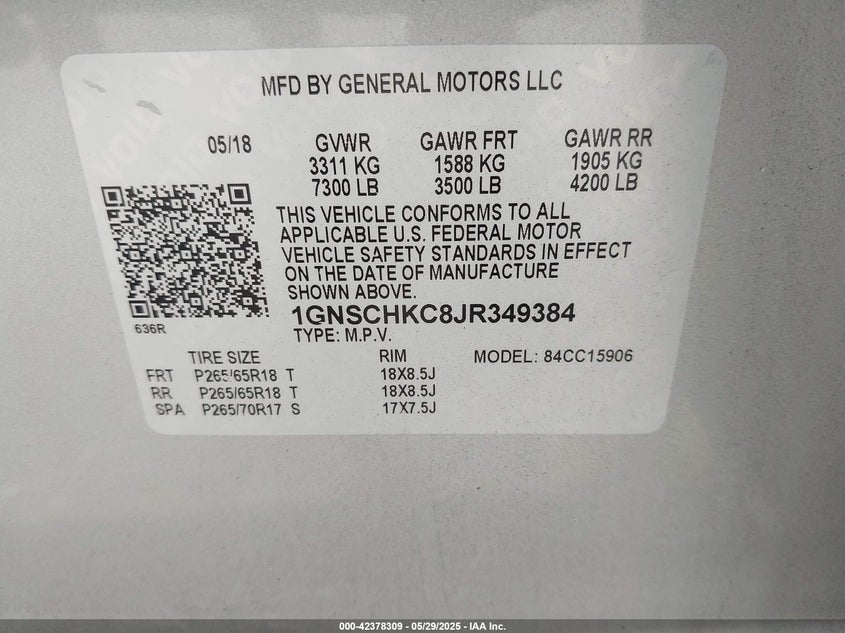 MFD BY GENERAL MOTORS LLC
05/18 GVWR GAWR FRT GAWR RR
3311 KG 1588 KG 1905 KG
7300 LB 3500 LB 4200 LB
THIS VEHICLE CONFORMS TO ALL
APPLICABLE U.S. FEDERAL MOTOR
VEHICLE SAFETY STANDARDS IN EFFECT
ON THE DATE OF MANUFACTURE
SHOWN ABOVE.
1GNSCHKC8JR349384
636R
TYPE: M.P.V.
TIRE SIZE RIM MODEL: 84CC15906
FRT P265/65R18 T 18X8.5J
RR P265/65R18 T 18X8.5J
SPA P265/70R17 S 17X7.5J
000-42378309 - 05/29/2025 - IAA Inc.